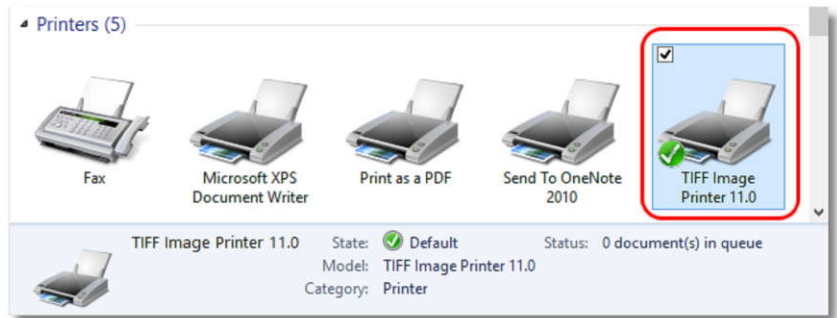 Printers (5)
Fax
Microsoft XPS
Document Writer
Print as a PDF
Send To OneNote
2010
TIFF Image
Printer 11.0
TIFF Image Printer 11.0 State: Default Status: 0 document(s) in queue
Model: TIFF Image Printer 11.0
Category: Printer